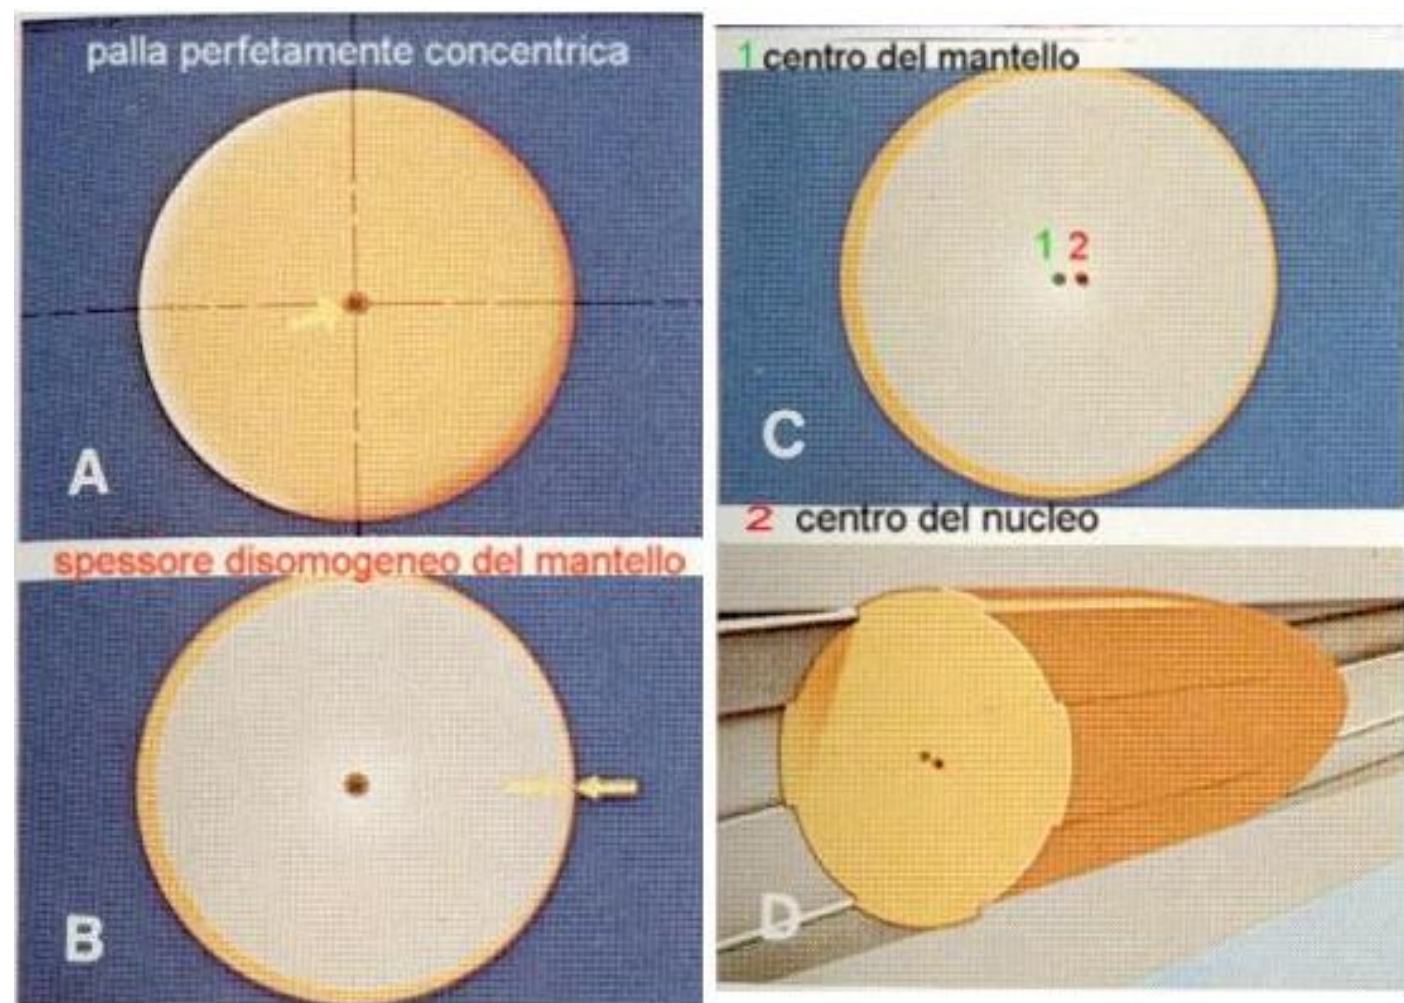 palla perfetamente concentrica
A
spessore disomogeneo del mantello
B
1 centro del mantello
1 2
C
2 centro del nucleo
D